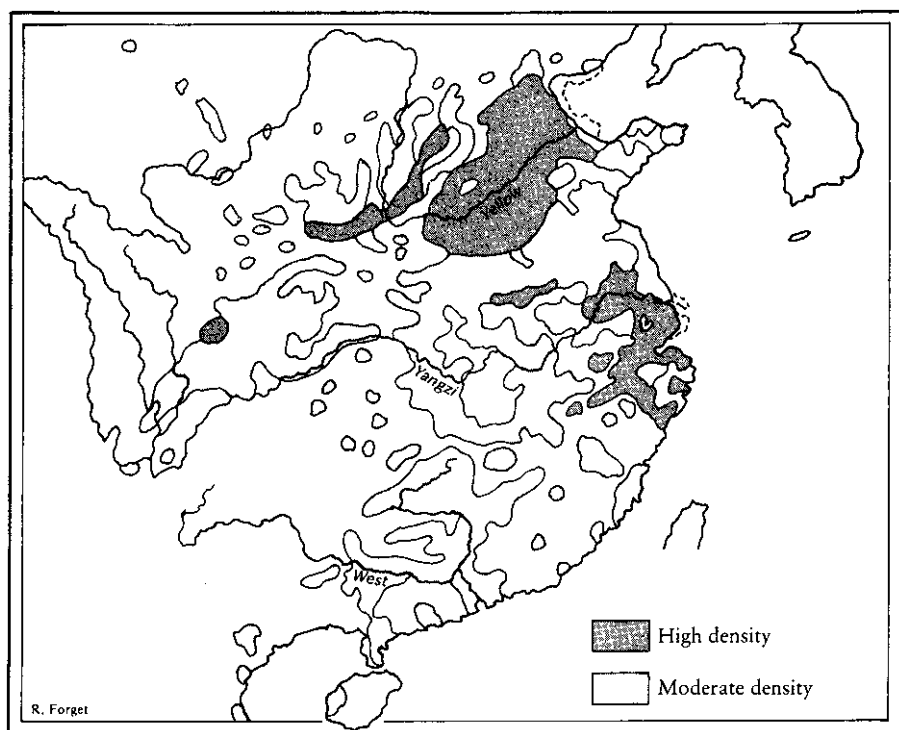 Yellow
Yangzi
West
High density
Moderate density
R. Forget